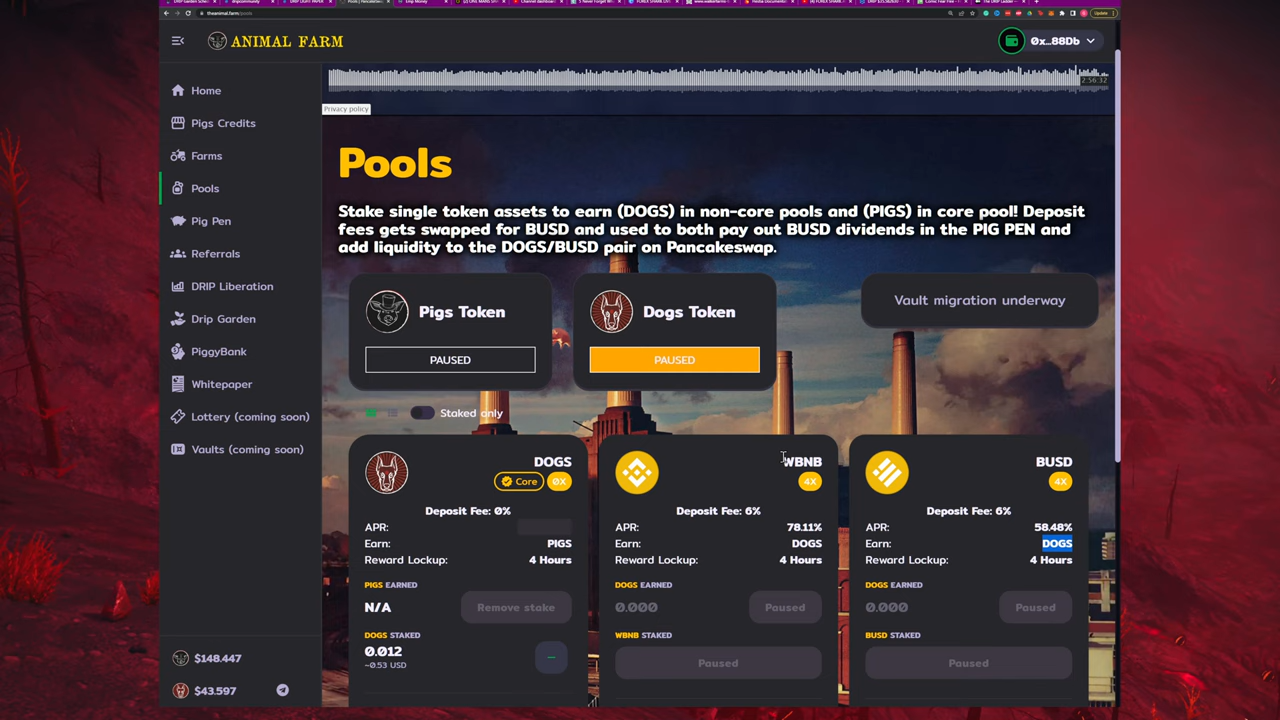 theanimal.farm/pools
Update
ANIMAL FARM
0x...88Db
Home
Pigs Credits
Farms
Pools
Pig Pen
Referrals
DRIP Liberation
Drip Garden
PiggyBank
Whitepaper
Lottery (coming soon)
Vaults (coming soon)
$148.447
$43.597
2:56:32
Privacy policy
Pools
Stake single token assets to earn (DOGS) in non-core pools and (PIGS) in core pool! Deposit
fees gets swapped for BUSD and used to both pay out BUSD dividends in the PIG PEN and
add liquidity to the DOGS/BUSD pair on Pancakeswap.
Pigs Token
PAUSED
Dogs Token
PAUSED
Vault migration underway
Staked only
DOGS
Core
0X
Deposit Fee: 0%
APR:
Earn: PIGS
Reward Lockup: 4 Hours
PIGS EARNED
N/A
Remove stake
DOGS STAKED
0.012
~0.53 USD
WBNB
4X
Deposit Fee: 6%
APR: 78.11%
Earn: DOGS
Reward Lockup: 4 Hours
DOGS EARNED
0.000
Paused
WBNB STAKED
Paused
BUSD
4X
Deposit Fee: 6%
APR: 58.48%
Earn: DOGS
Reward Lockup: 4 Hours
DOGS EARNED
0.000
Paused
BUSD STAKED
Paused